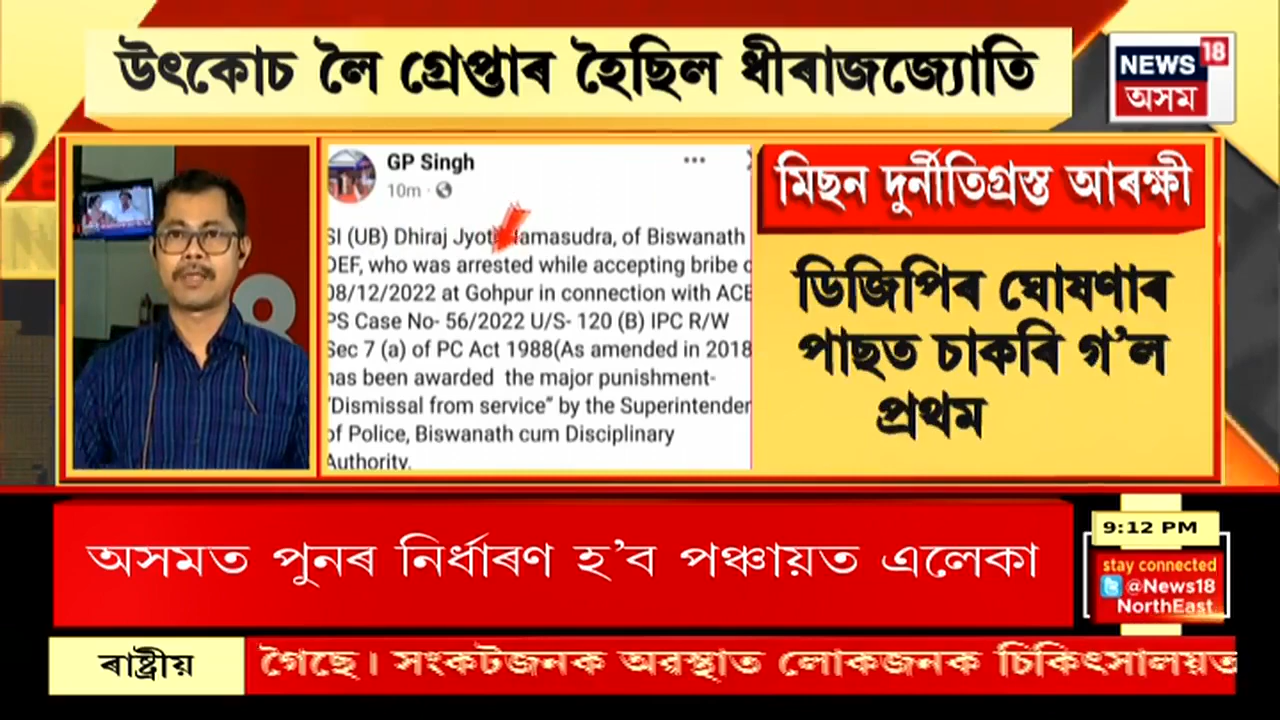 উৎকোচ লৈ গ্ৰেপ্তাৰ হৈছিল ধীৰাজজ্যোতি
NEWS 18
অসম
GP Singh
10m
মিছন দুৰ্নীতিগ্ৰস্ত আৰক্ষী
SI (UB) Dhiraj Jyoti Namasudra, of Biswanath
DEF, who was arrested while accepting bribe o
08/12/2022 at Gohpur in connection with ACB
PS Case No- 56/2022 U/S- 120 (B) IPC R/W
Sec 7 (a) of PC Act 1988(As amended in 2018
has been awarded the major punishment-
"Dismissal from service" by the Superintenden
of Police, Biswanath cum Disciplinary
Authority.
ডিজিপিৰ ঘোষণাৰ
পাছত চাকৰি গ'ল
প্ৰথম
অসমত পুনৰ নিৰ্ধাৰণ হ'ব পঞ্চায়ত এলেকা
9:12 PM
stay connected
@News18
NorthEast
ৰাষ্ট্ৰীয়
গৈছে। সংকটজনক অৱস্থাত লোকজনক চিকিৎসালয়ত